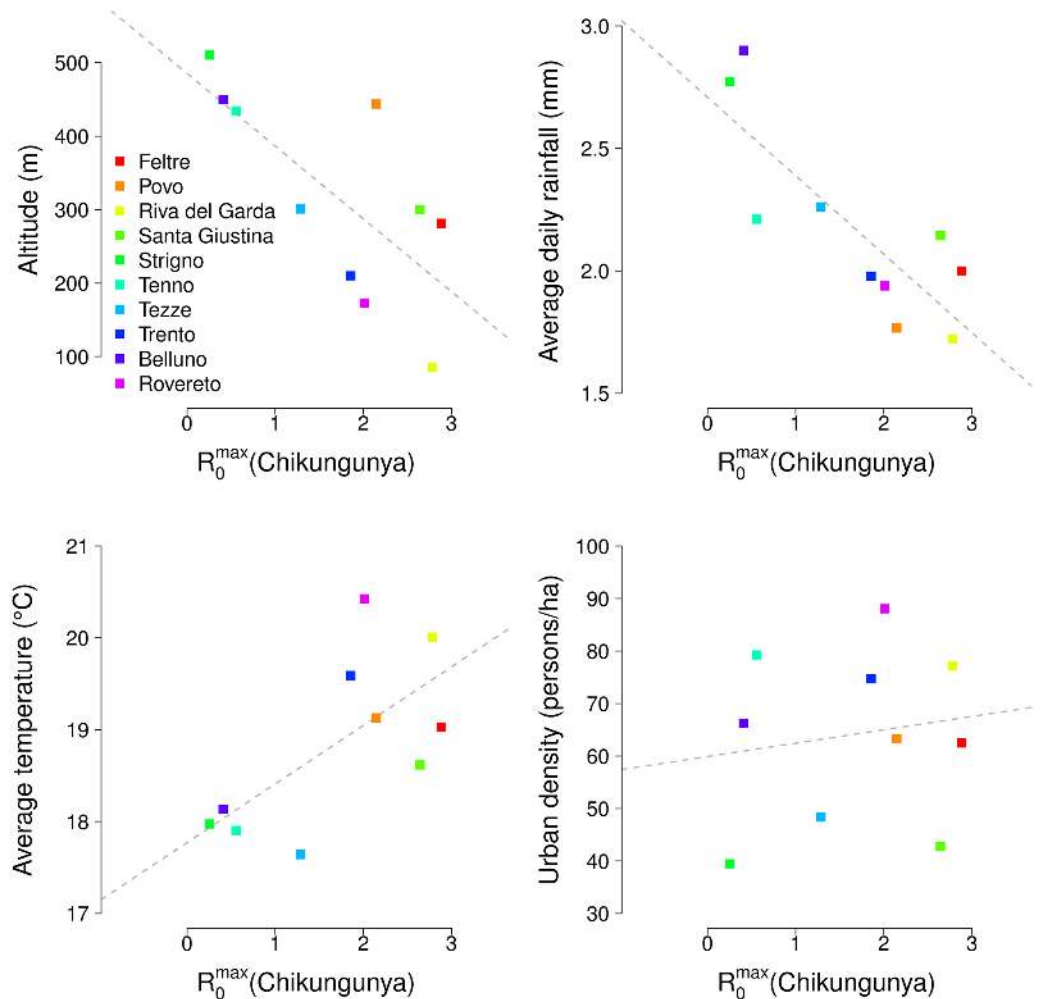 500
400
300
200
100
Altitude (m)
Feltre
Povo
Riva del Garda
Santa Giustina
Strigno
Tenno
Tezze
Trento
Belluno
Rovereto
0 1 2 3
R₀ᵐᵃˣ(Chikungunya)
3.0
2.5
2.0
1.5
Average daily rainfall (mm)
0 1 2 3
R₀ᵐᵃˣ(Chikungunya)
21
20
19
18
17
Average temperature (°C)
0 1 2 3
R₀ᵐᵃˣ(Chikungunya)
100
90
80
70
60
50
40
30
Urban density (persons/ha)
0 1 2 3
R₀ᵐᵃˣ(Chikungunya)